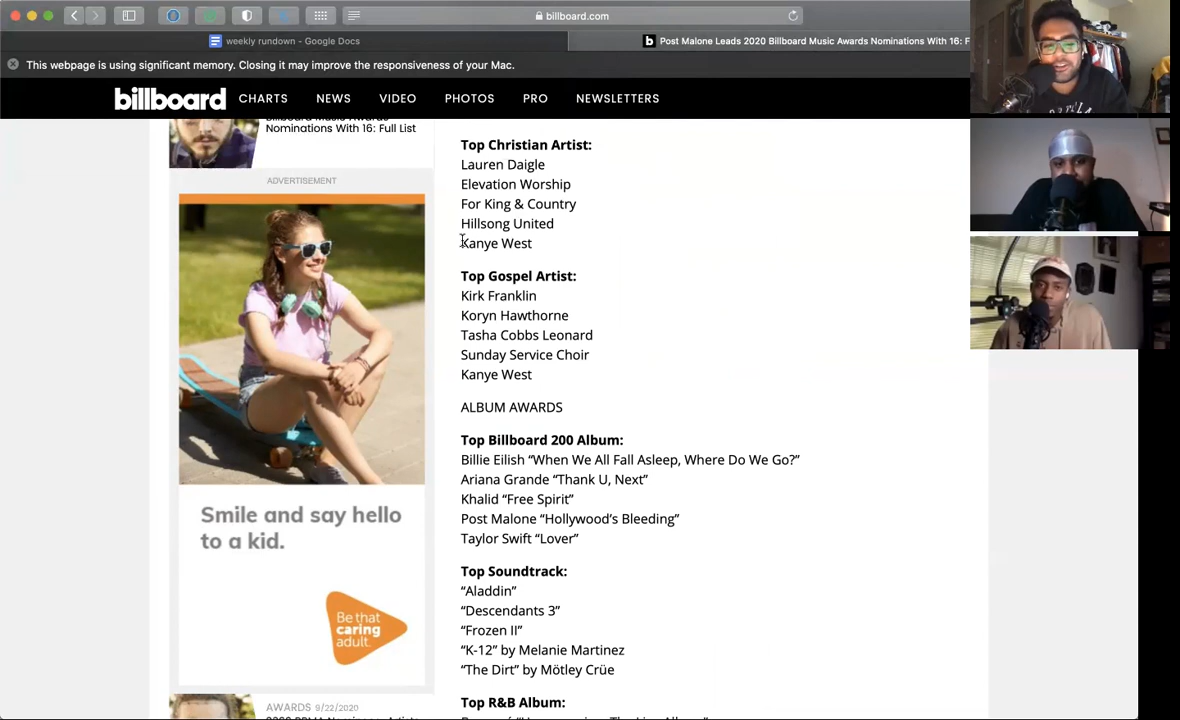 billboard.com
weekly rundown - Google Docs
Post Malone Leads 2020 Billboard Music Awards Nominations With 16: F
This webpage is using significant memory. Closing it may improve the responsiveness of your Mac.
billboard CHARTS NEWS VIDEO PHOTOS PRO NEWSLETTERS
Billboard Music Awards
Nominations With 16: Full List
ADVERTISEMENT
Smile and say hello
to a kid.
Be that
caring
adult.
AWARDS 9/22/2020
Top Christian Artist:
Lauren Daigle
Elevation Worship
For King & Country
Hillsong United
Kanye West
Top Gospel Artist:
Kirk Franklin
Koryn Hawthorne
Tasha Cobbs Leonard
Sunday Service Choir
Kanye West
ALBUM AWARDS
Top Billboard 200 Album:
Billie Eilish “When We All Fall Asleep, Where Do We Go?”
Ariana Grande “Thank U, Next”
Khalid “Free Spirit”
Post Malone “Hollywood’s Bleeding”
Taylor Swift “Lover”
Top Soundtrack:
“Aladdin”
“Descendants 3”
“Frozen II”
“K-12” by Melanie Martinez
“The Dirt” by Mötley Crüe
Top R&B Album: